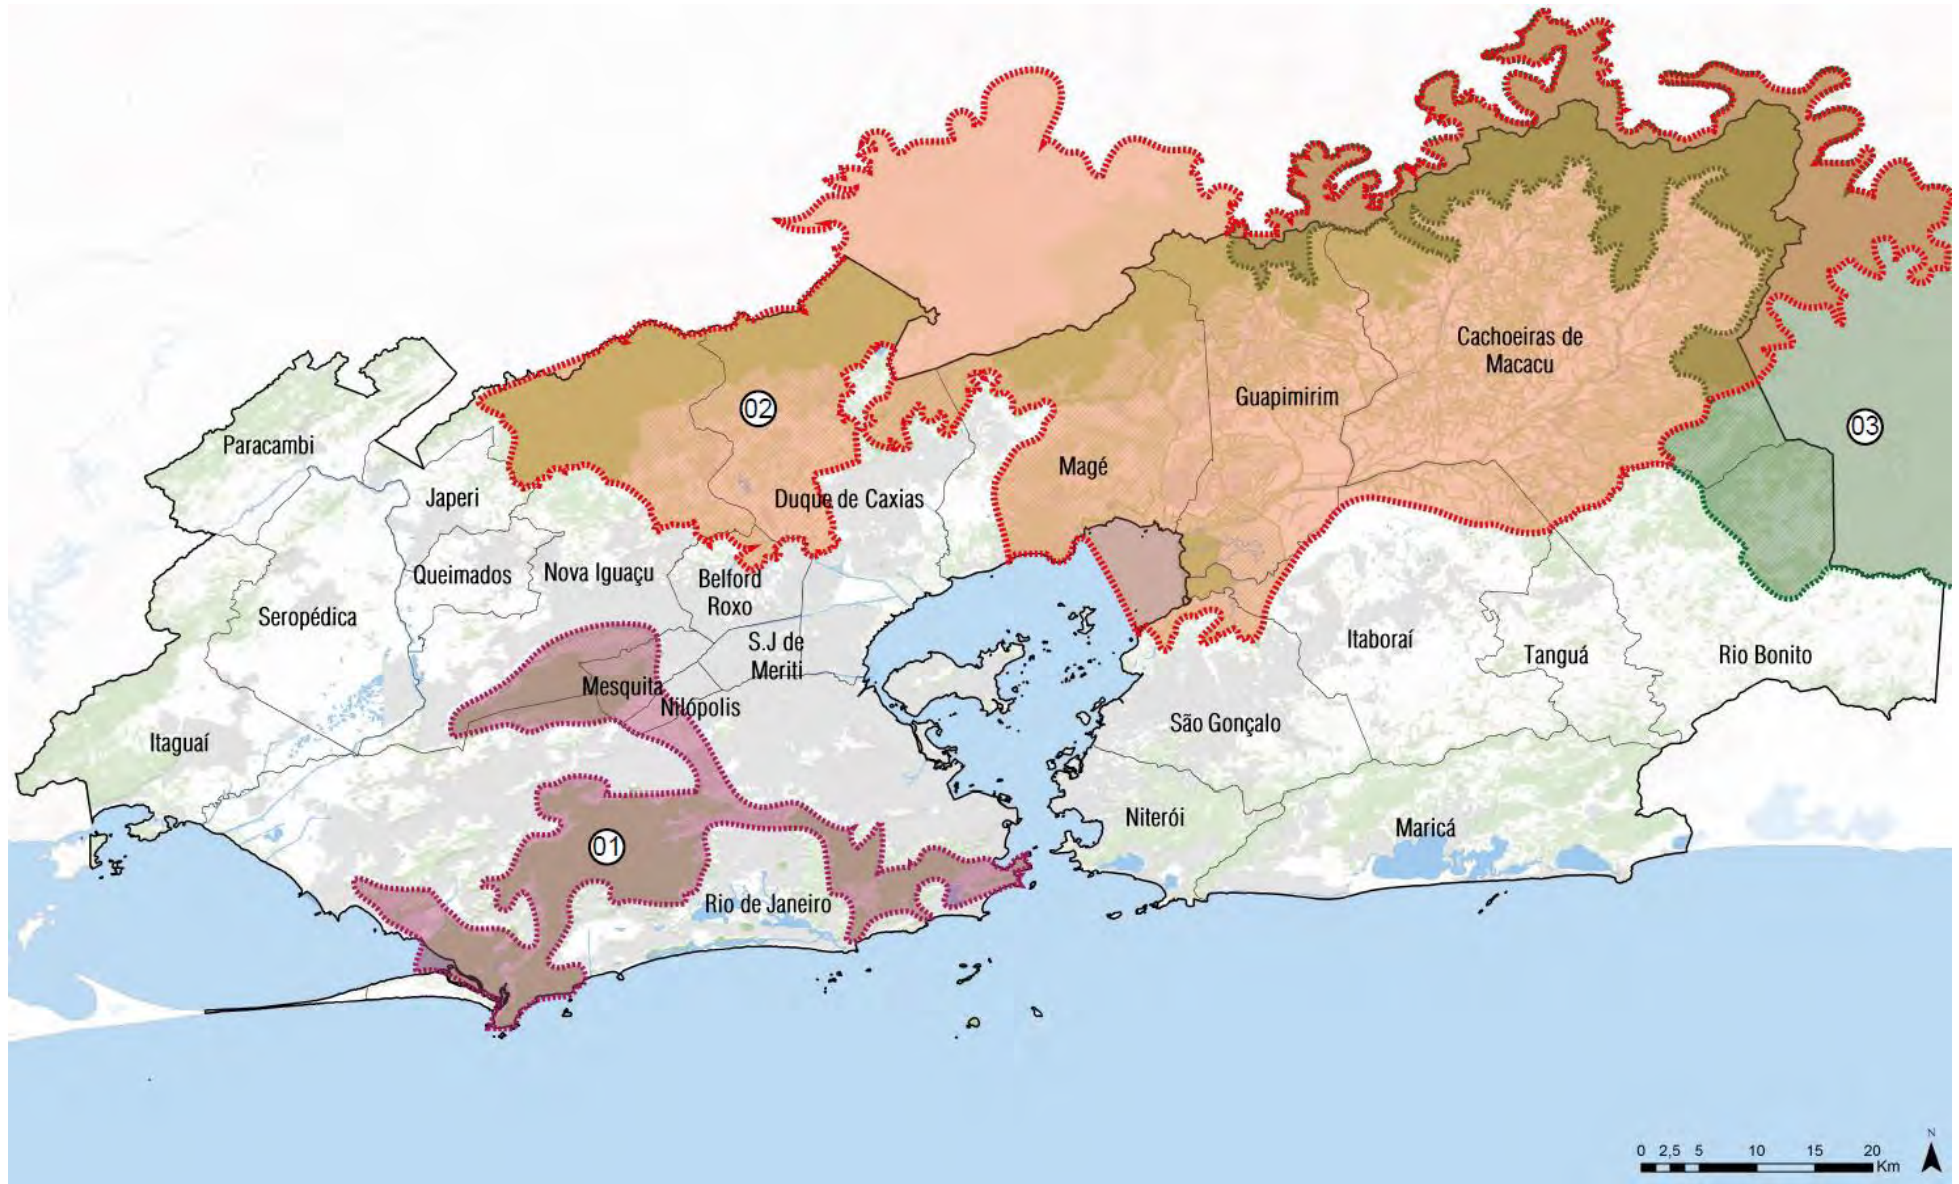 Cachoeiras de
Macacu
Guapimirim
02
03
Paracambi
Magé
Japeri
Duque de Caxias
Queimados
Nova Iguaçu
Belford
Roxo
Seropédica
S.J de
Meriti
Itaboraí
Tanguá
Rio Bonito
Mesquita
Nilópolis
Itaguaí
São Gonçalo
Niterói
Maricá
01
Rio de Janeiro
N
0 2,5 5 10 15 20
Km